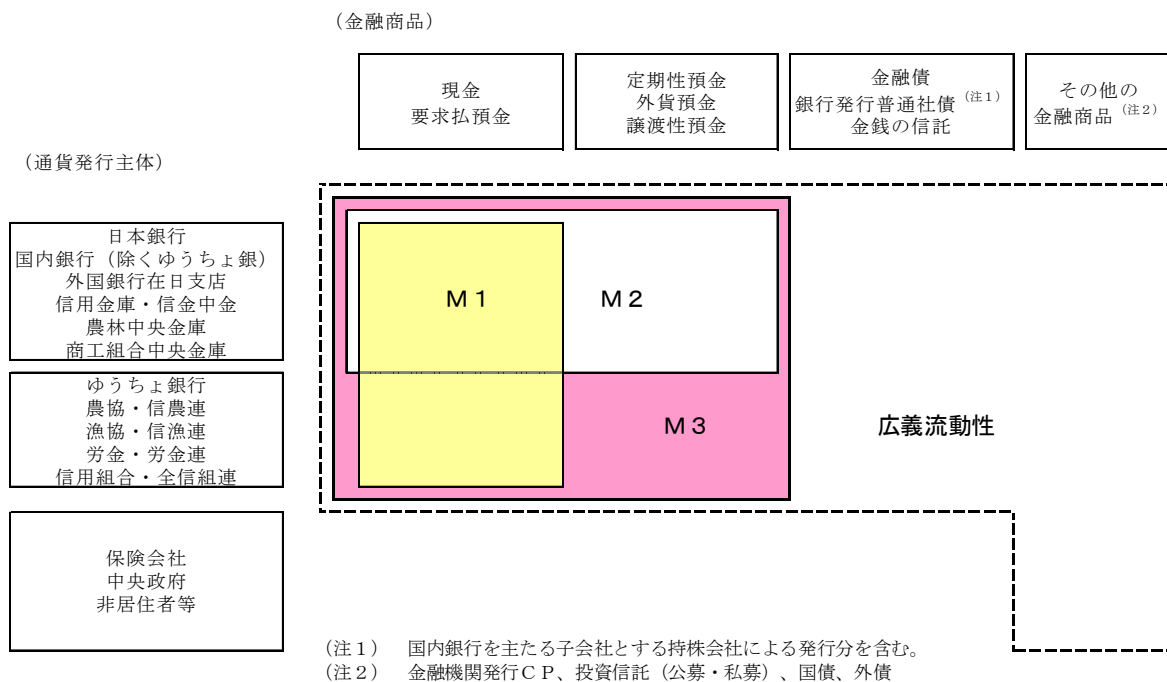 （金融商品）
現金
要求払預金
定期性預金
外貨預金
譲渡性預金
金融債
銀行発行普通社債（注１）
金銭の信託
その他の
金融商品（注２）
（通貨発行主体）
日本銀行
国内銀行（除くゆうちょ銀）
外国銀行在日支店
信用金庫・信金中金
農林中央金庫
商工組合中央金庫
ゆうちょ銀行
農協・信農連
漁協・信漁連
労金・労金連
信用組合・全信組連
保険会社
中央政府
非居住者等
Ｍ１
Ｍ２
Ｍ３
広義流動性
（注１）　国内銀行を主たる子会社とする持株会社による発行分を含む。
（注２）　金融機関発行ＣＰ、投資信託（公募・私募）、国債、外債